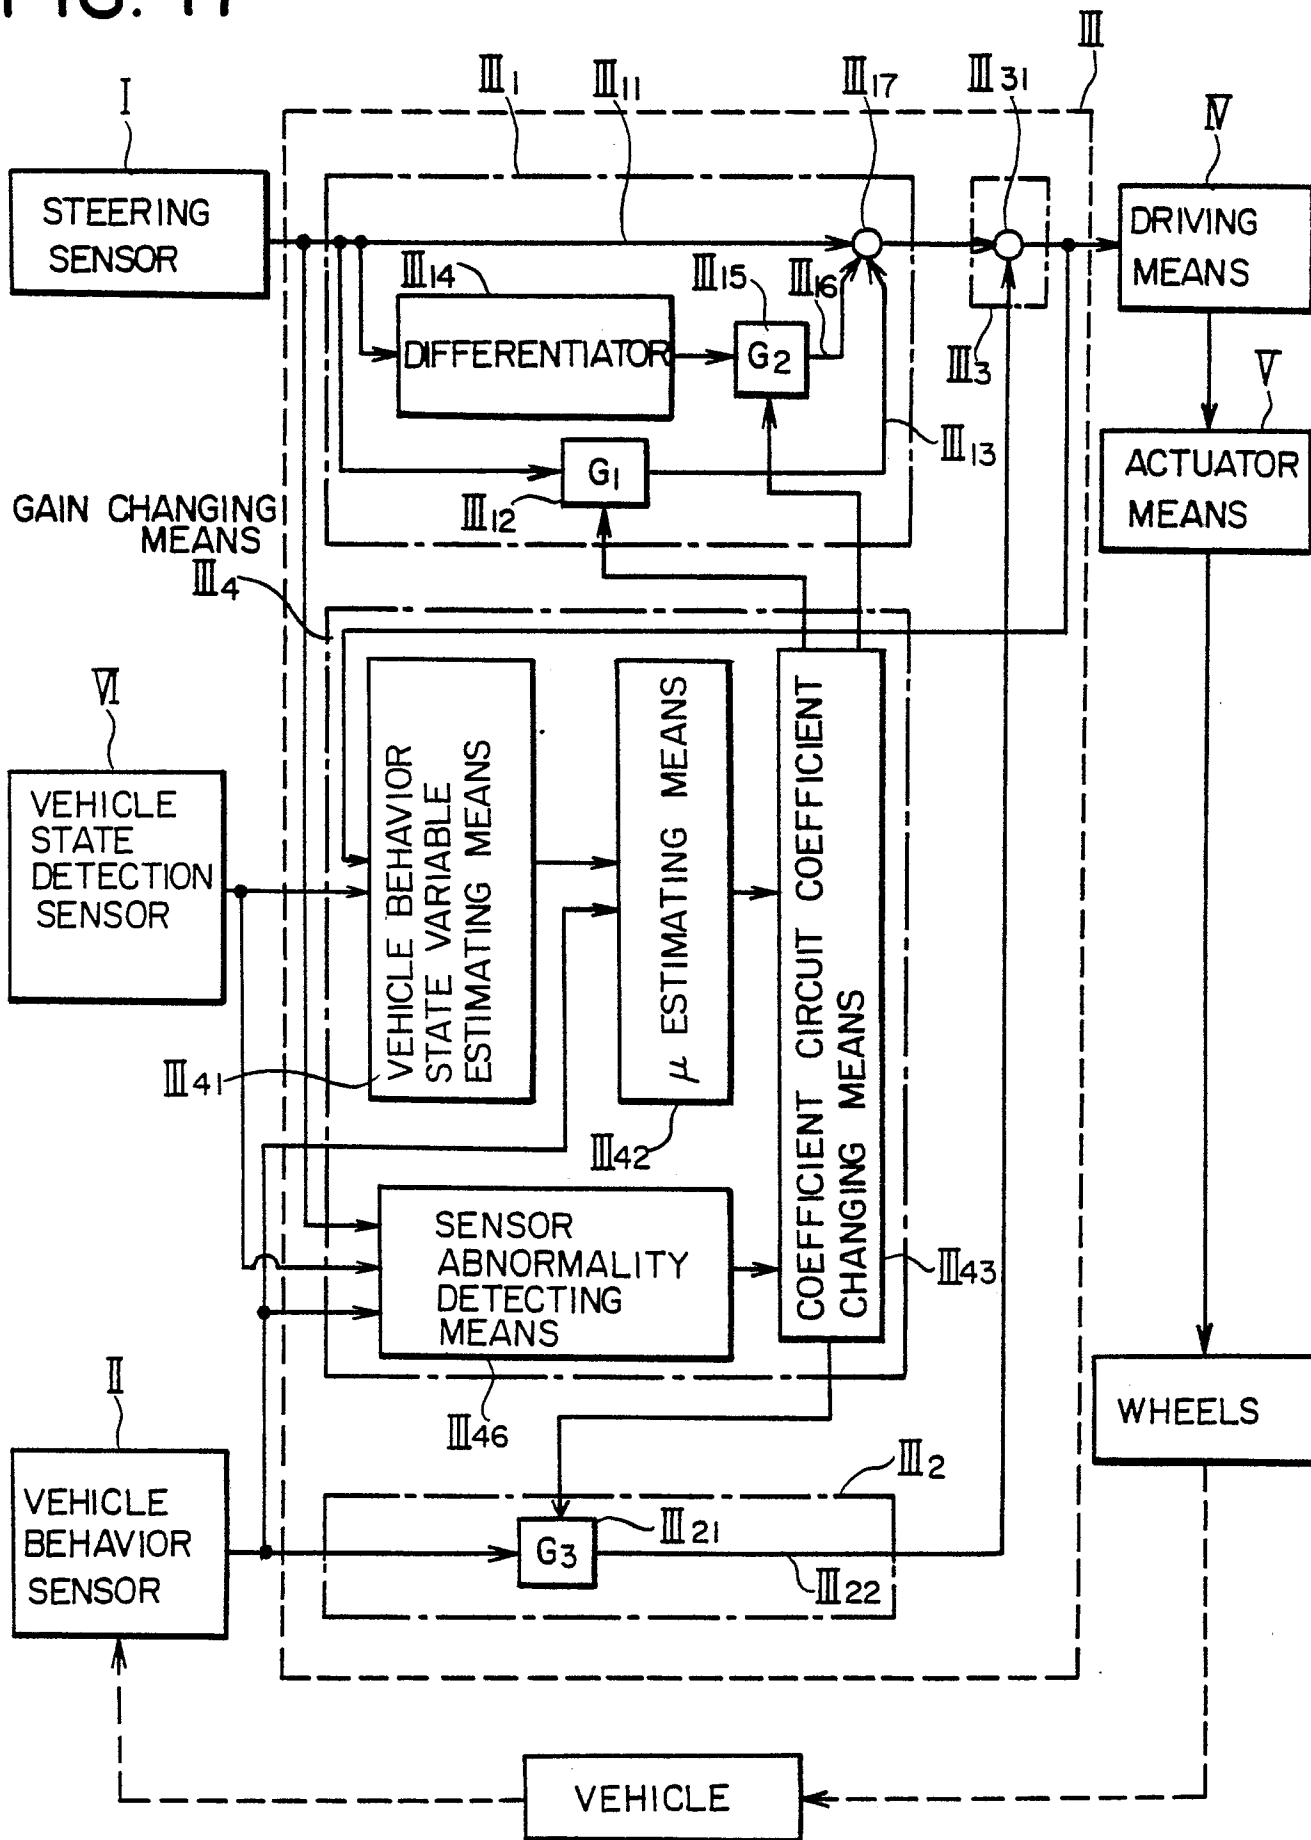 FIG. 17
III
III1
III11
III17
III31
I
IV
STEERING
SENSOR
DRIVING
MEANS
III14
III15
III16
DIFFERENTIATOR
G2
III3
V
III13
G1
III12
ACTUATOR
MEANS
GAIN CHANGING
MEANS
III4
VI
VEHICLE
STATE
DETECTION
SENSOR
VEHICLE BEHAVIOR
STATE VARIABLE
ESTIMATING MEANS
μ ESTIMATING MEANS
COEFFICIENT CIRCUIT COEFFICIENT
CHANGING MEANS
III41
III42
SENSOR
ABNORMALITY
DETECTING
MEANS
III43
III46
II
WHEELS
III2
VEHICLE
BEHAVIOR
SENSOR
G3
III21
III22
VEHICLE